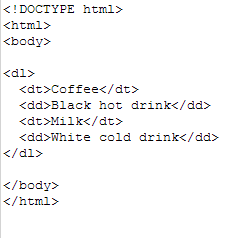 <!DOCTYPE html>
<html>
<body>

<dl>
  <dt>Coffee</dt>
  <dd>Black hot drink</dd>
  <dt>Milk</dt>
  <dd>White cold drink</dd>
</dl>

</body>
</html>